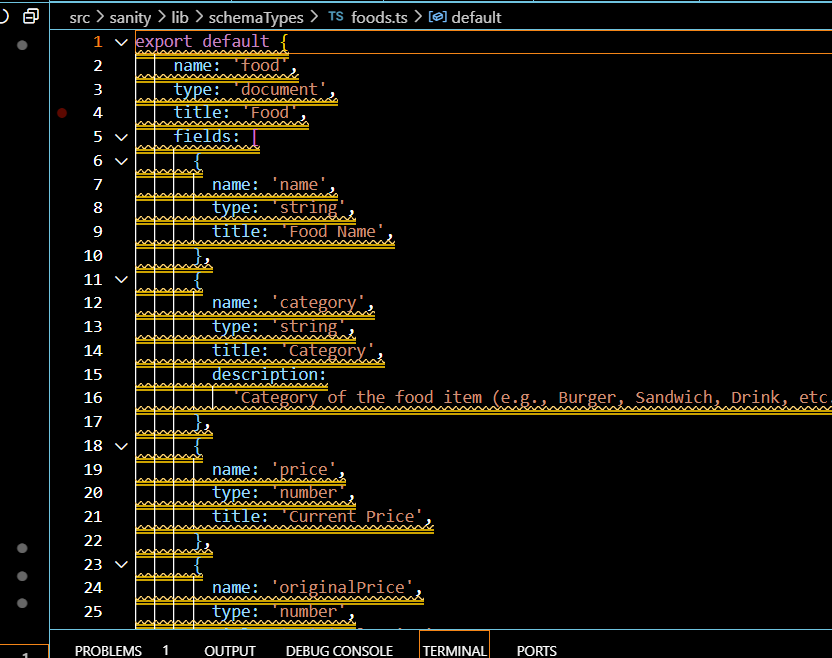 src > sanity > lib > schemaTypes > TS foods.ts > default
1 export default {
2 name: 'food',
3 type: 'document',
4 title: 'Food',
5 fields: [
6 {
7 name: 'name',
8 type: 'string',
9 title: 'Food Name',
10 },
11 {
12 name: 'category',
13 type: 'string',
14 title: 'Category',
15 description:
16 'Category of the food item (e.g., Burger, Sandwich, Drink, etc.
17 },
18 {
19 name: 'price',
20 type: 'number',
21 title: 'Current Price',
22 },
23 {
24 name: 'originalPrice',
25 type: 'number',
PROBLEMS 1 OUTPUT DEBUG CONSOLE TERMINAL PORTS